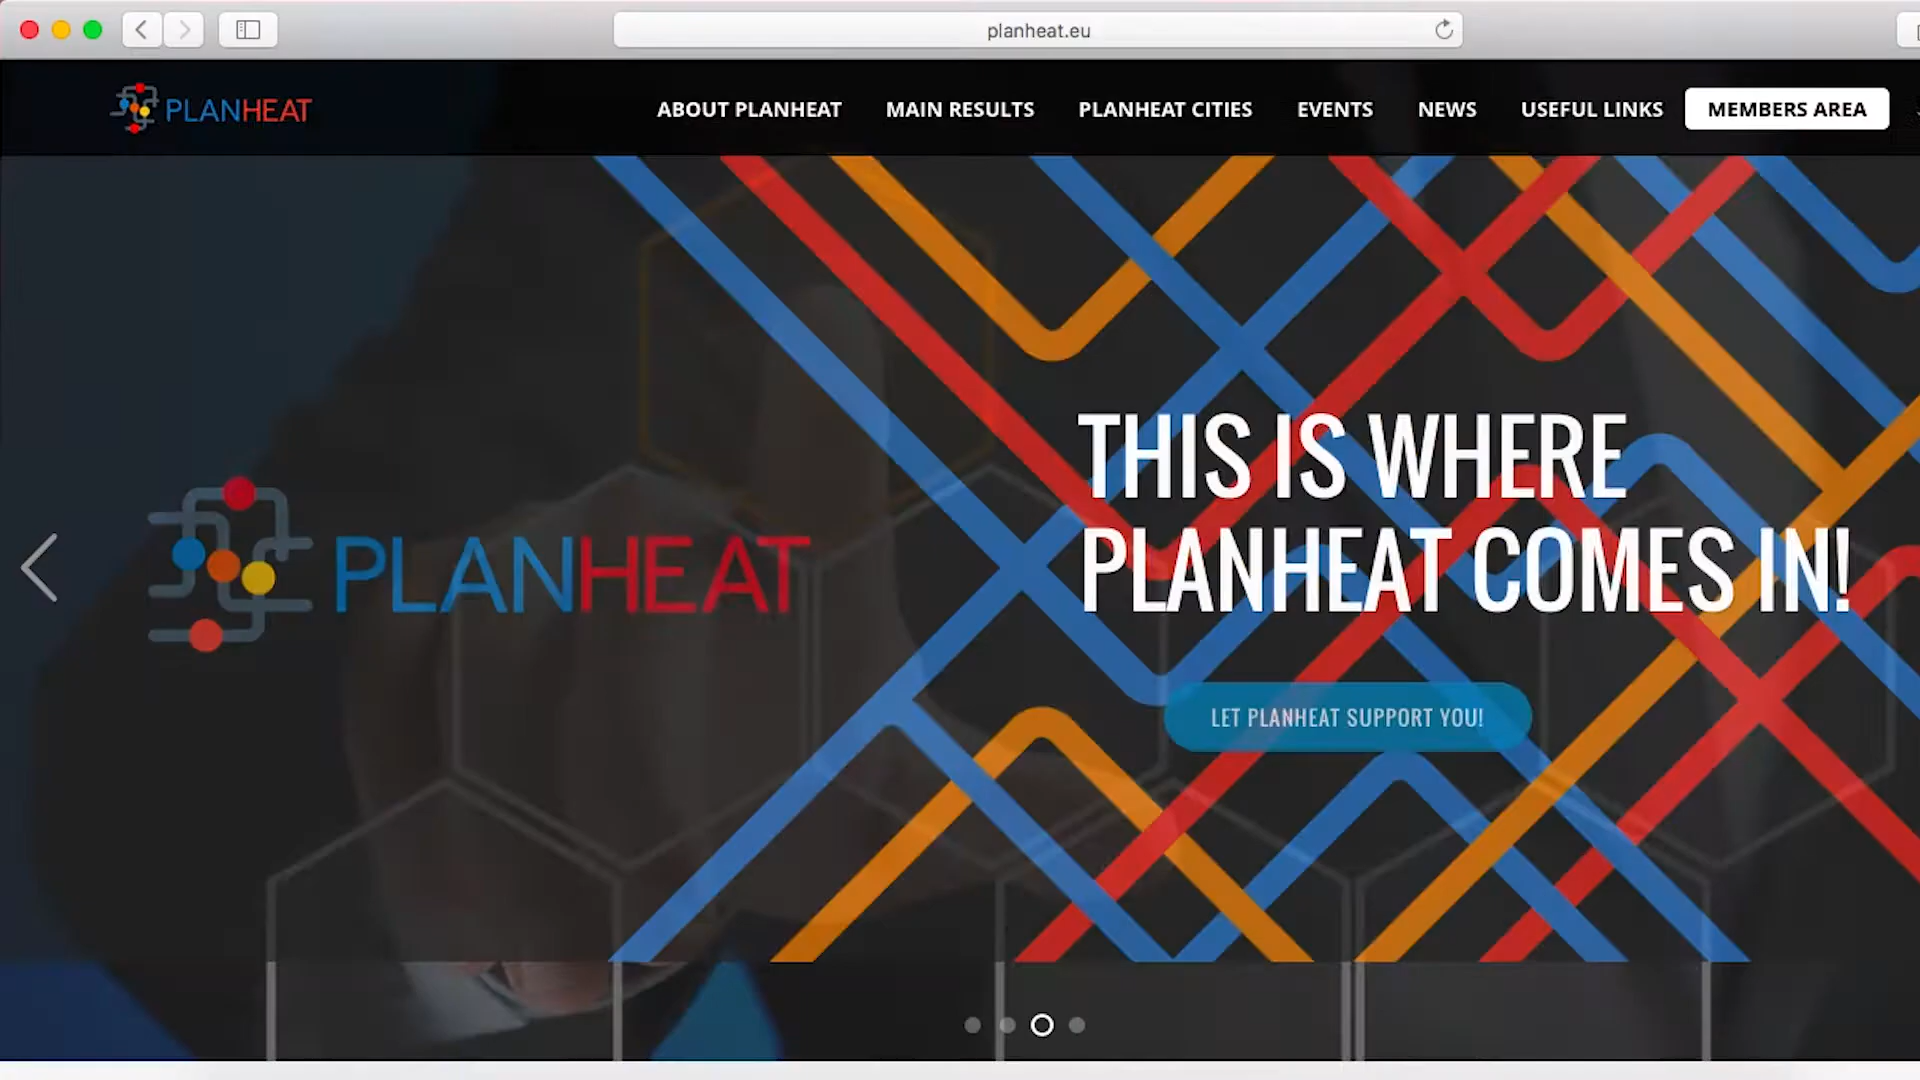 planheat.eu
PLANHEAT
ABOUT PLANHEAT
MAIN RESULTS
PLANHEAT CITIES
EVENTS
NEWS
USEFUL LINKS
MEMBERS AREA
PLANHEAT
THIS IS WHERE
PLANHEAT COMES IN!
LET PLANHEAT SUPPORT YOU!